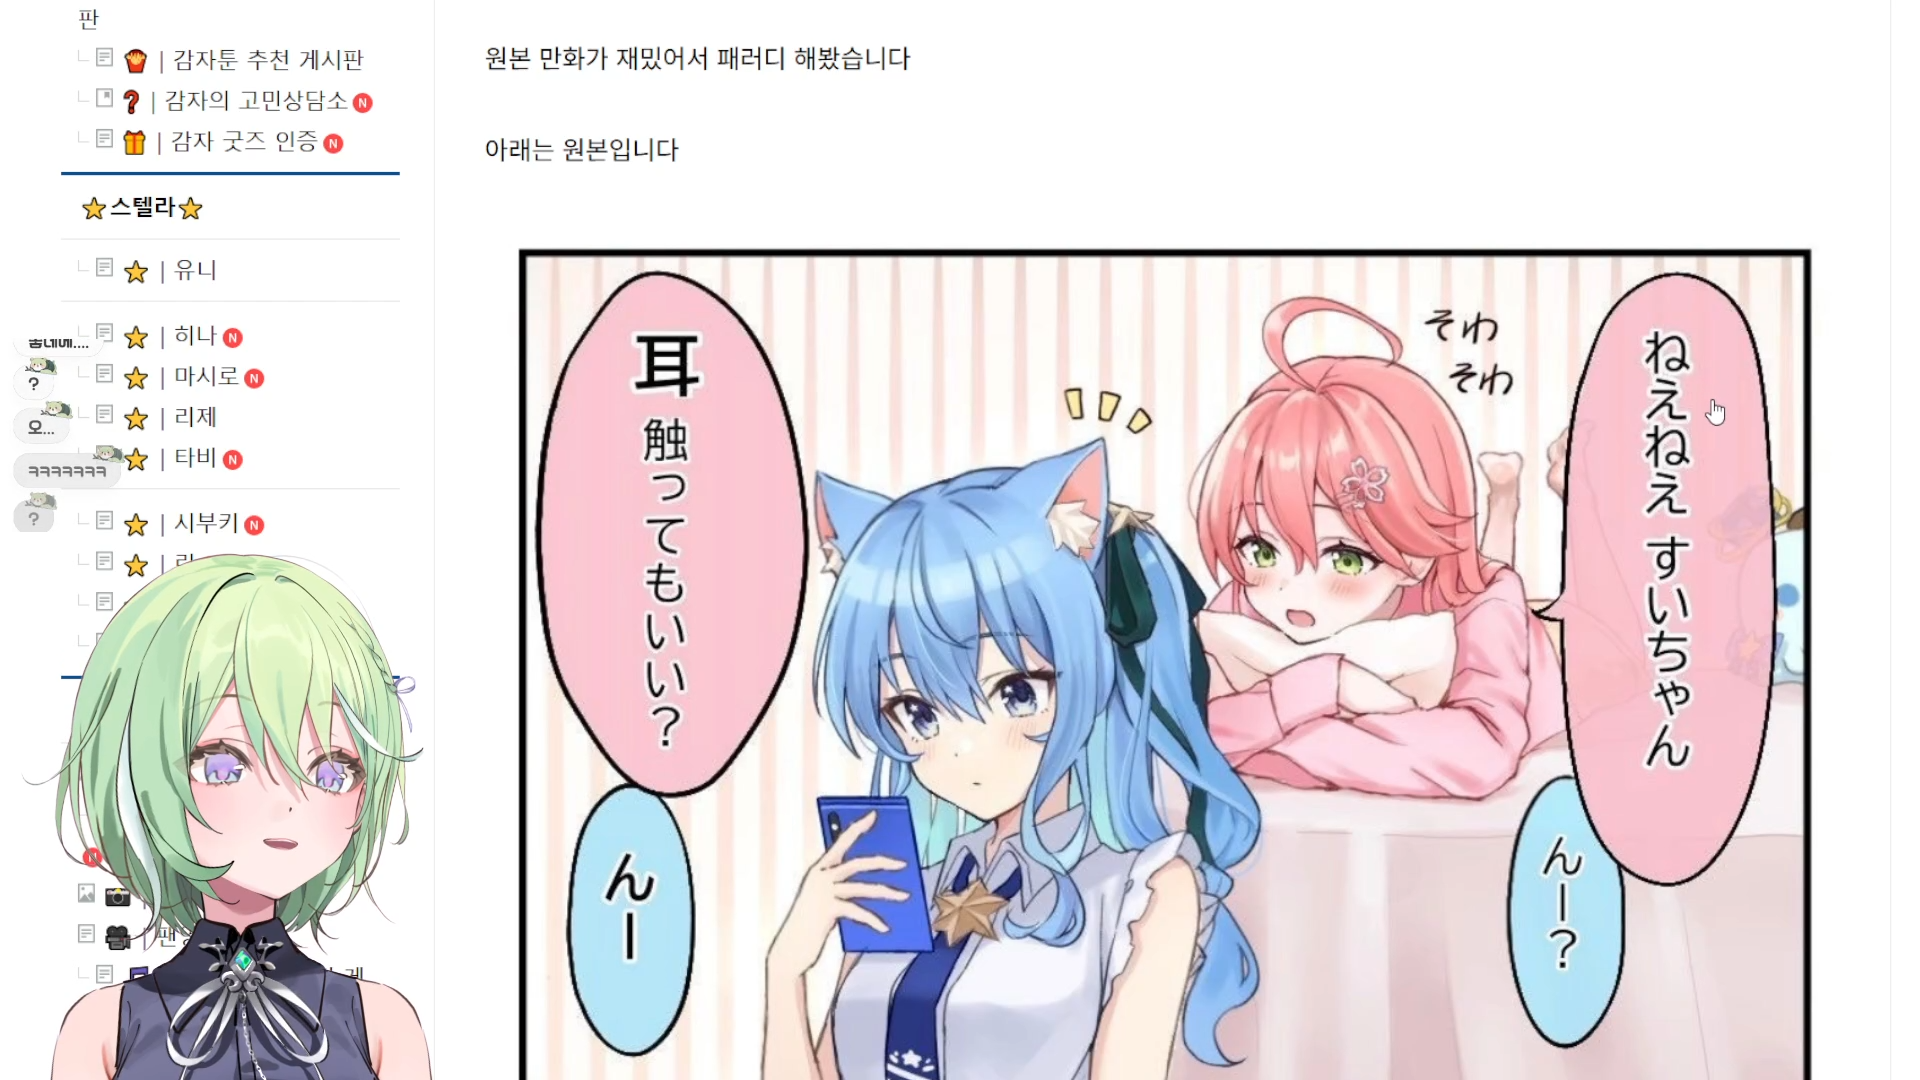 판
| 감자툰 추천 게시판
| 감자의 고민상담소 N
| 감자 굿즈 인증 N
스텔라
| 유니
| 히나 N
| 마시로 N
| 리제
| 타비 N
| 시부키 N
?
오...
ㅋㅋㅋㅋㅋㅋㅋ
?
N
원본 만화가 재밌어서 패러디 해봤습니다
아래는 원본입니다
ねえねえ すいちゃん
そわ
そわ
んー?
耳
触ってもいい?
んー